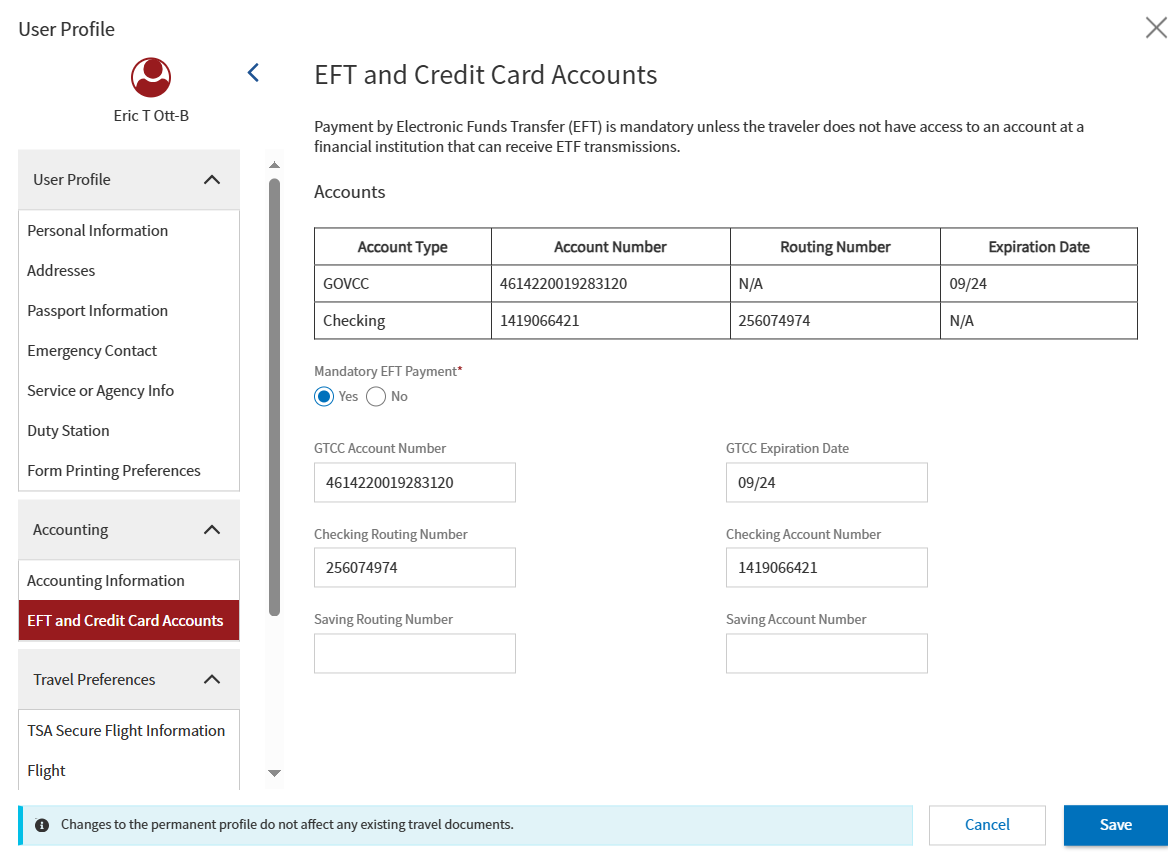 User Profile
Eric T Ott-B
User Profile
Personal Information
Addresses
Passport Information
Emergency Contact
Service or Agency Info
Duty Station
Form Printing Preferences
Accounting
Accounting Information
EFT and Credit Card Accounts
Travel Preferences
TSA Secure Flight Information
Flight
EFT and Credit Card Accounts
Payment by Electronic Funds Transfer (EFT) is mandatory unless the traveler does not have access to an account at a
financial institution that can receive ETF transmissions.
Accounts
Account Type Account Number Routing Number Expiration Date
GOVCC 4614220019283120 N/A 09/24
Checking 1419066421 256074974 N/A
Mandatory EFT Payment*
Yes No
GTCC Account Number GTCC Expiration Date
4614220019283120 09/24
Checking Routing Number Checking Account Number
256074974 1419066421
Saving Routing Number Saving Account Number
Changes to the permanent profile do not affect any existing travel documents.
Cancel Save